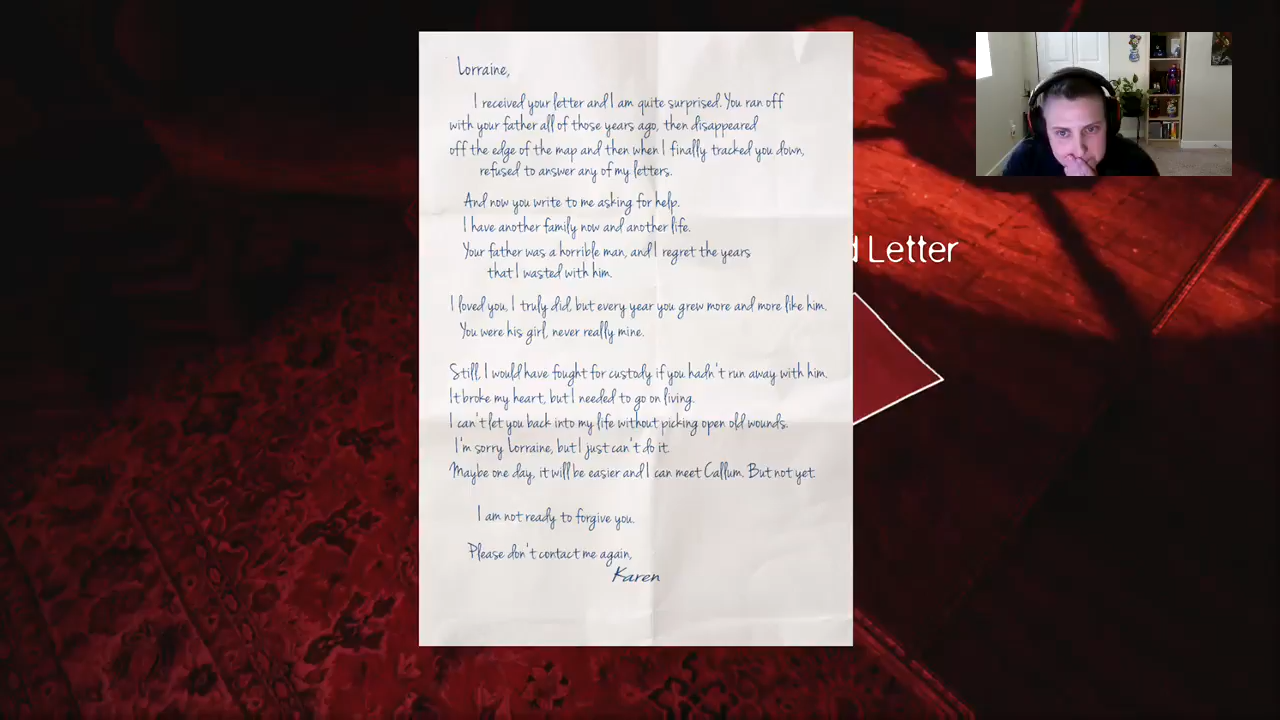 Lorraine,
I received your letter and I am quite surprised. You ran off
with your father all of those years ago, then disappeared
off the edge of the map and then when I finally tracked you down,
refused to answer any of my letters.
And now you write to me asking for help.
I have another family now and another life.
Your father was a horrible man, and I regret the years
that I wasted with him.
I loved you, I truly did, but every year you grew more and more like him.
You were his girl, never really mine.
Still, I would have fought for custody if you hadn't run away with him.
It broke my heart, but I needed to go on living.
I can't let you back into my life without picking open old wounds.
I'm sorry Lorraine, but I just can't do it.
Maybe one day, it will be easier and I can meet Callum. But not yet.
I am not ready to forgive you.
Please don't contact me again,
Karen
d Letter